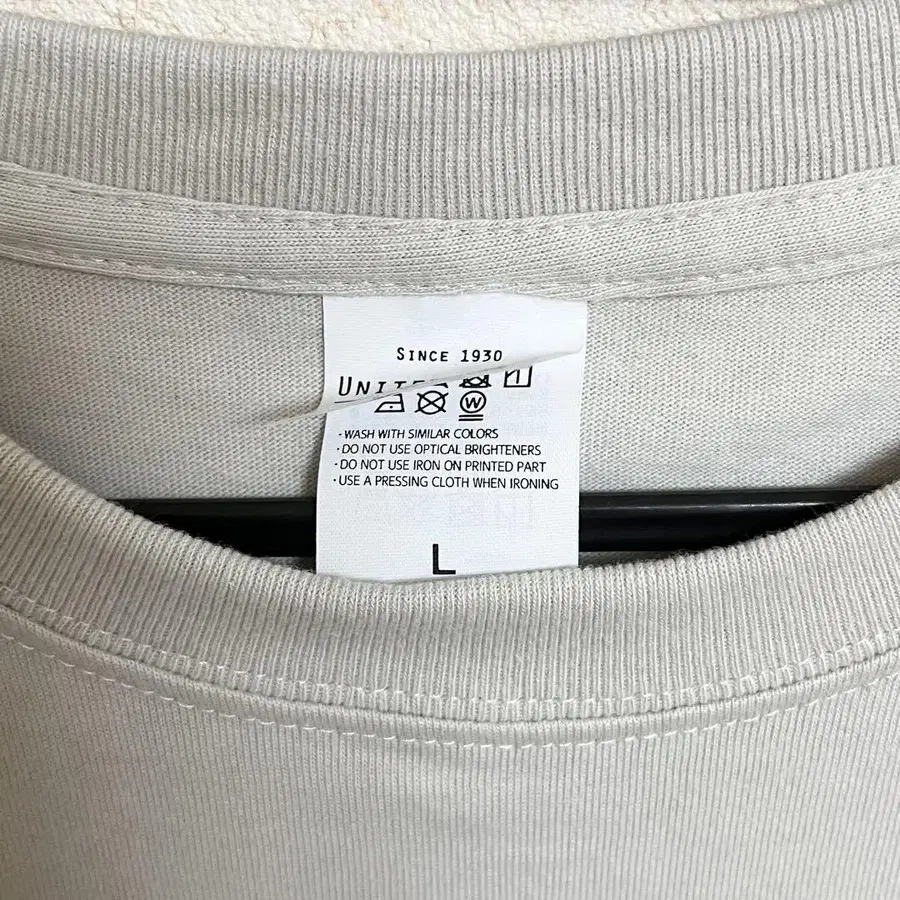 SINCE 1930
W
· WASH WITH SIMILAR COLORS
· DO NOT USE OPTICAL BRIGHTENERS
· DO NOT USE IRON ON PRINTED PART
· USE A PRESSING CLOTH WHEN IRONING
L